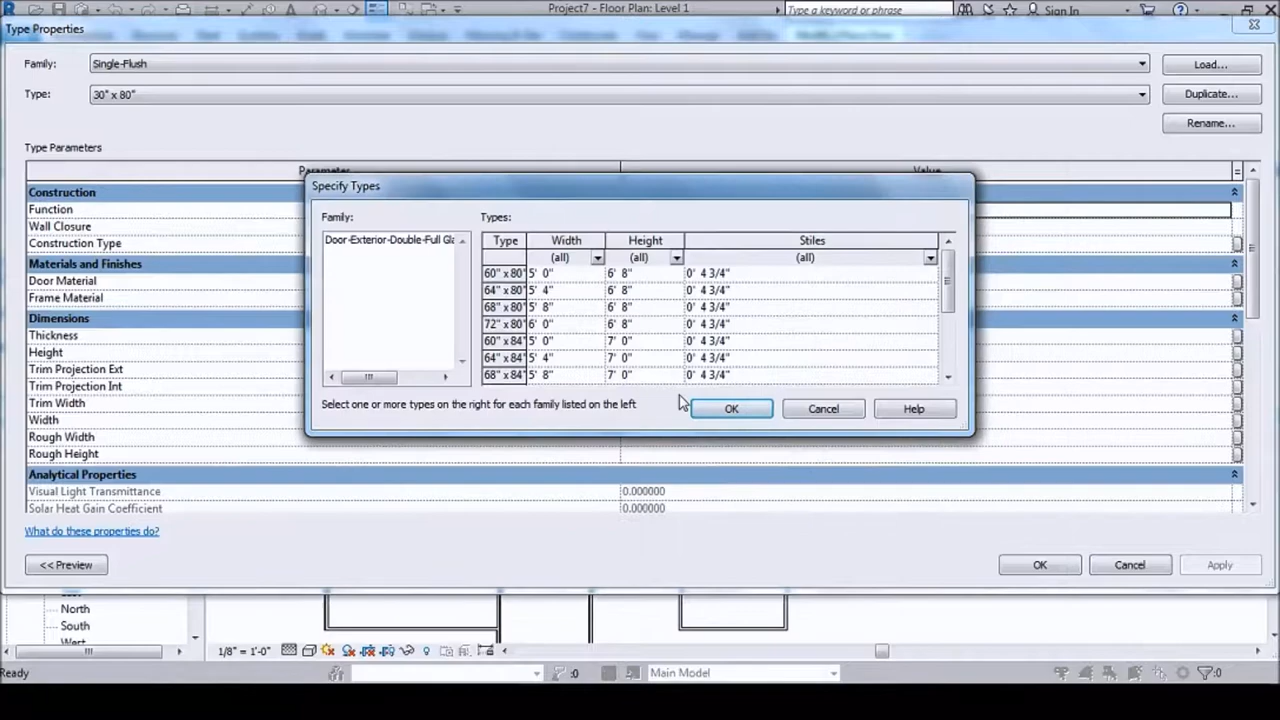 Project7 - Floor Plan: Level 1
Type a keyword or phrase
Sign In
Type Properties
Family:
Single-Flush
Load...
Type:
30" x 80"
Duplicate...
Rename...
Type Parameters
Parameter
Value
=
Construction
Function
Wall Closure
Construction Type
Materials and Finishes
Door Material
Frame Material
Dimensions
Thickness
Height
Trim Projection Ext
Trim Projection Int
Trim Width
Width
Rough Width
Rough Height
Analytical Properties
Visual Light Transmittance 0.000000
Solar Heat Gain Coefficient 0.000000
What do these properties do?
<< Preview
OK
Cancel
Apply
Specify Types
Family:
Types:
Door-Exterior-Double-Full Gla
Type Width Height Stiles
(all) (all) (all)
60" x 80" 5' 0" 6' 8" 0' 4 3/4"
64" x 80" 5' 4" 6' 8" 0' 4 3/4"
68" x 80" 5' 8" 6' 8" 0' 4 3/4"
72" x 80" 6' 0" 6' 8" 0' 4 3/4"
60" x 84" 5' 0" 7' 0" 0' 4 3/4"
64" x 84" 5' 4" 7' 0" 0' 4 3/4"
68" x 84" 5' 8" 7' 0" 0' 4 3/4"
Select one or more types on the right for each family listed on the left
OK
Cancel
Help
North
South
West
1/8" = 1'-0"
Ready
:0
Main Model
:0